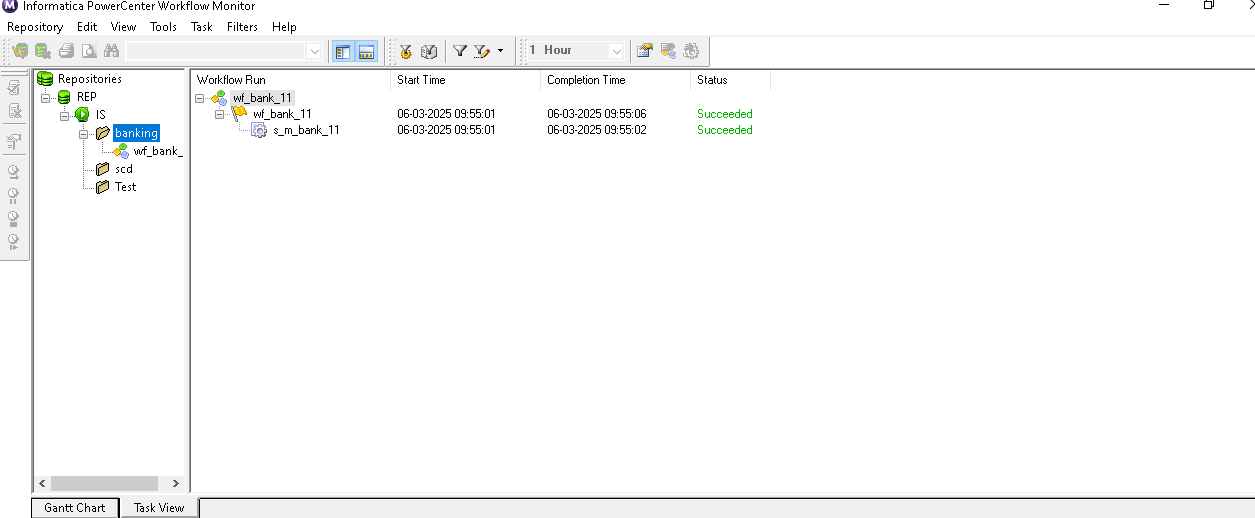 Informatica PowerCenter Workflow Monitor
Repository Edit View Tools Task Filters Help
1 Hour
Repositories
REP
IS
banking
wf_bank_
scd
Test
Workflow Run Start Time Completion Time Status
wf_bank_11
wf_bank_11 06-03-2025 09:55:01 06-03-2025 09:55:06 Succeeded
s_m_bank_11 06-03-2025 09:55:01 06-03-2025 09:55:02 Succeeded
Gantt Chart Task View